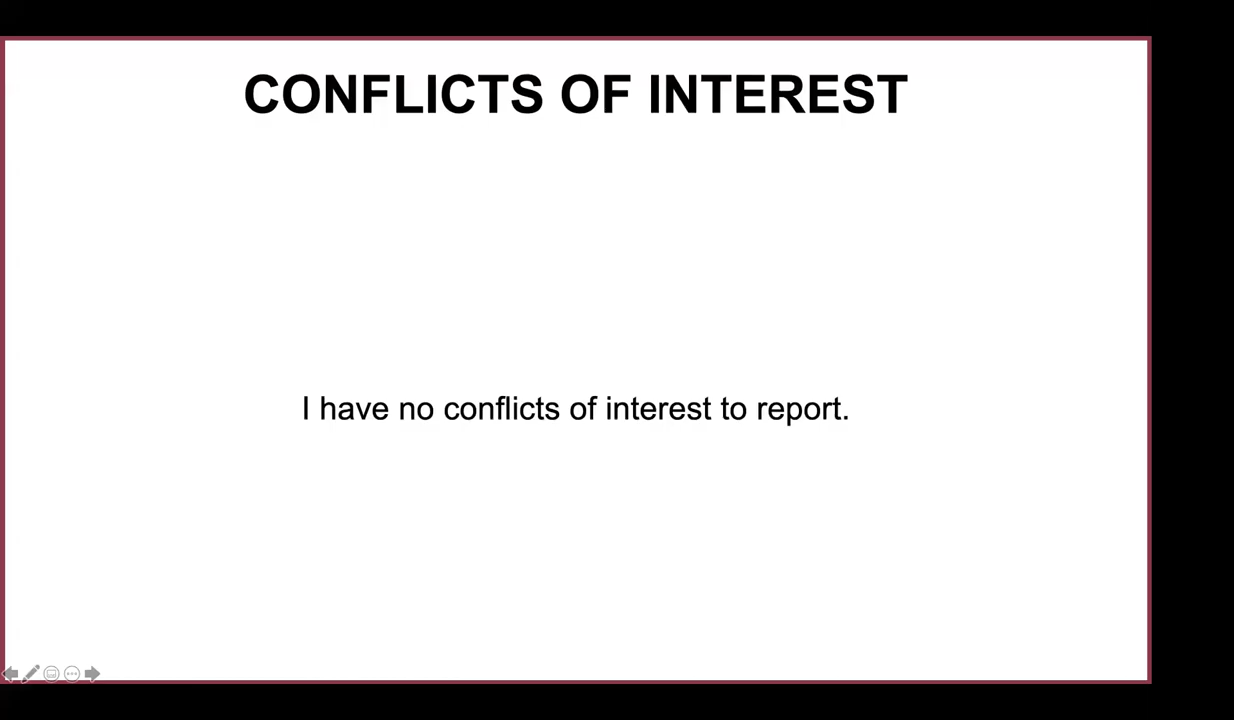 CONFLICTS OF INTEREST
I have no conflicts of interest to report.